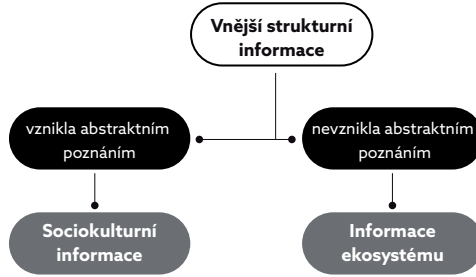 Vnější strukturní
informace
vznikla abstraktním
poznáním
nevznikla abstraktním
poznáním
Sociokulturní
informace
Informace
ekosystému